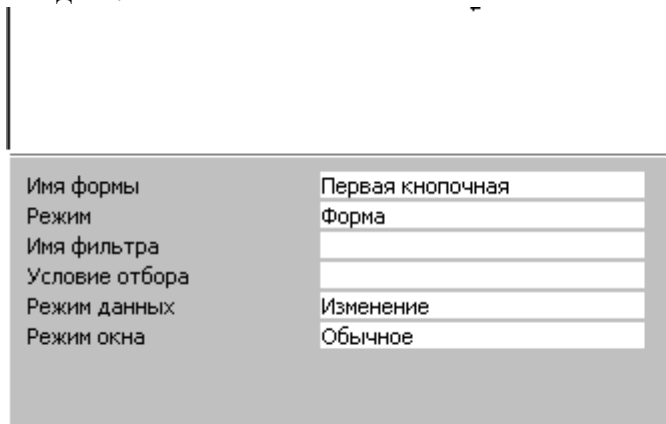 Имя формы Первая кнопочная
Режим Форма
Имя фильтра
Условие отбора
Режим данных Изменение
Режим окна Обычное